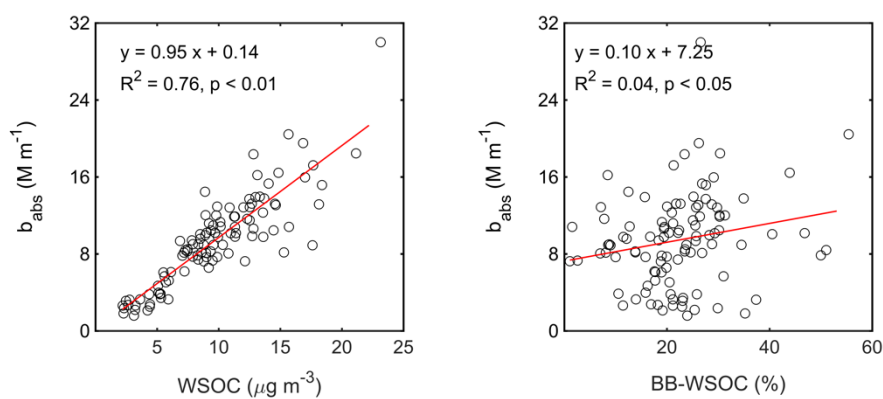 32
24
16
8
0
b_abs (M m⁻¹)
y = 0.95 x + 0.14
R² = 0.76, p < 0.01
5
10
15
20
25
WSOC (μg m⁻³)
32
24
16
8
0
b_abs (M m⁻¹)
y = 0.10 x + 7.25
R² = 0.04, p < 0.05
20
40
60
BB-WSOC (%)